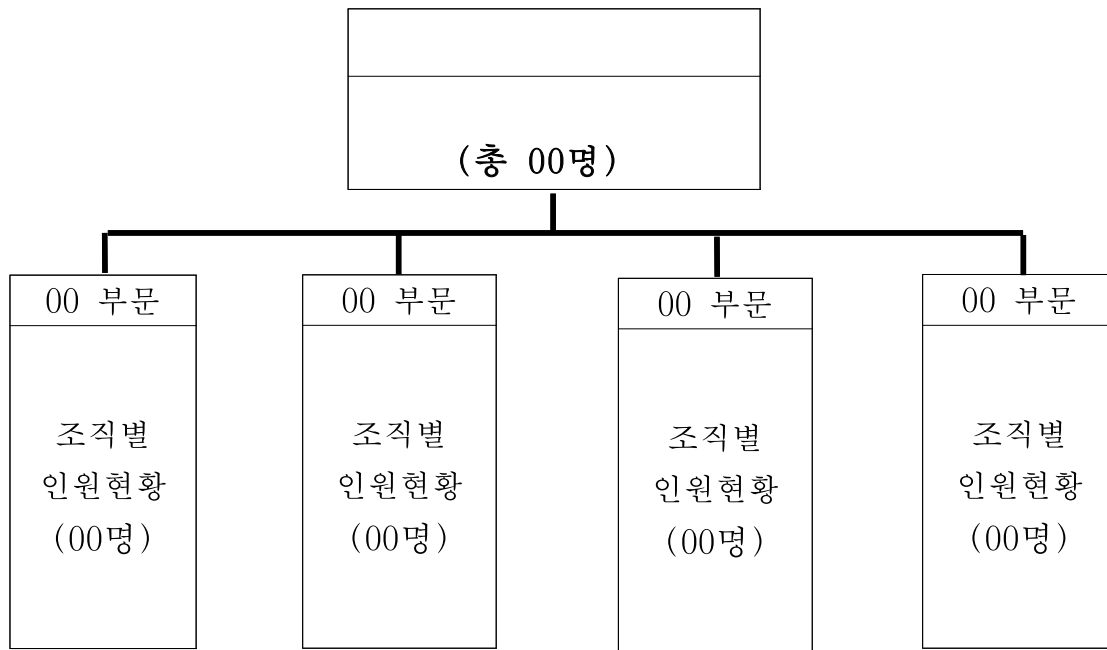 (총 00명)
00 부문
조직별
인원현황
(00명)
00 부문
조직별
인원현황
(00명)
00 부문
조직별
인원현황
(00명)
00 부문
조직별
인원현황
(00명)